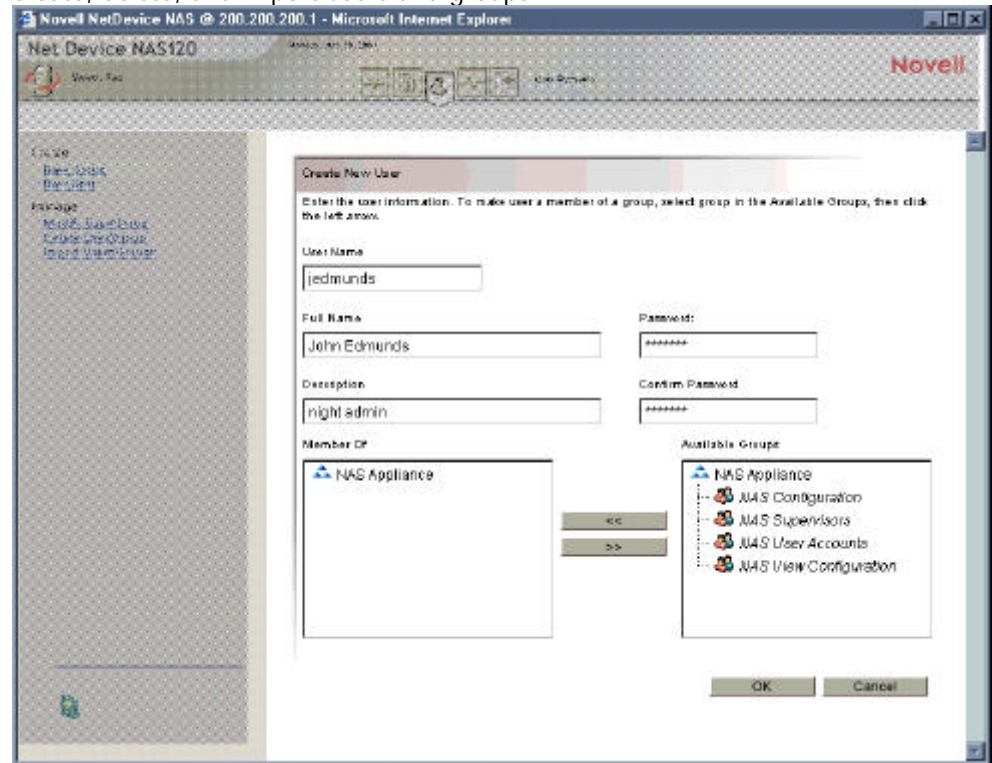 Novell NetDevice NAS @ 200.200.200.1 - Microsoft Internet Explorer
Net Device NAS120
Novell
Create
Manage
Create New User
Enter the user information. To make user a member of a group, select group in the Available Groups, then click
the left arrow.
User Name
jedmunds
Full Name
Password:
John Edmunds
*******
Description
Confirm Password
night admin
*******
Member Of
Available Groups
NAS Appliance
NAS Appliance
NAS Configuration
<<
NAS Supervisors
>>
NAS User Accounts
NAS View Configuration
OK
Cancel